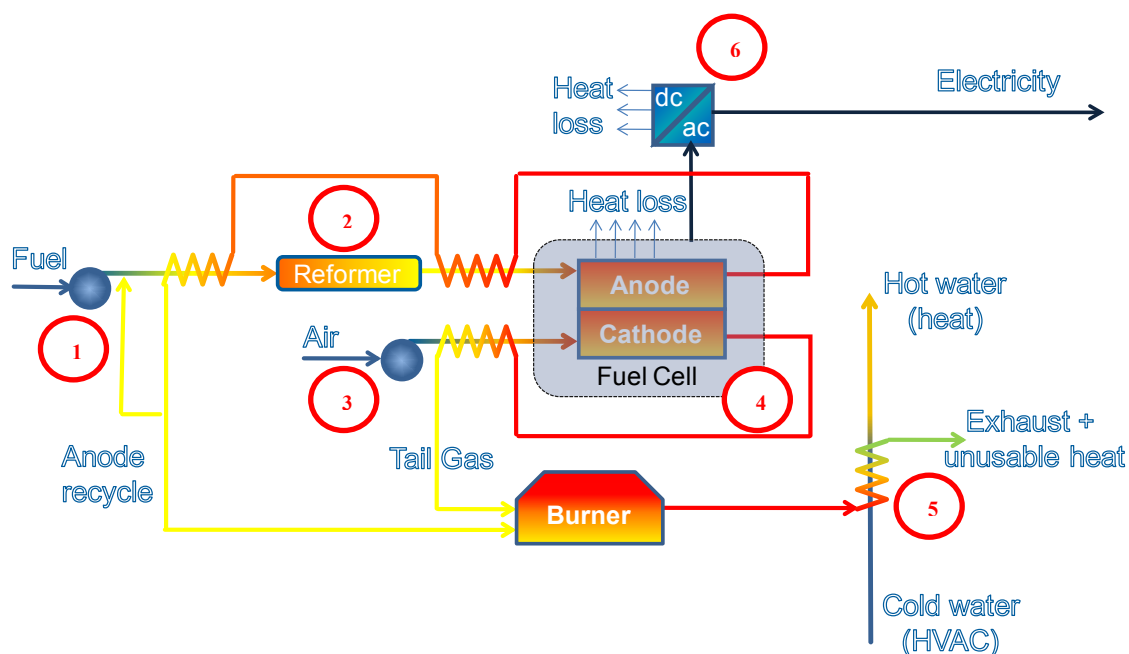 6
Electricity
Heat
loss
dc
ac
2
Heat loss
Fuel
Reformer
Anode
Hot water
(heat)
1
Air
Cathode
3
Fuel Cell
4
Anode
recycle
Tail Gas
Exhaust +
unusable heat
Burner
5
Cold water
(HVAC)